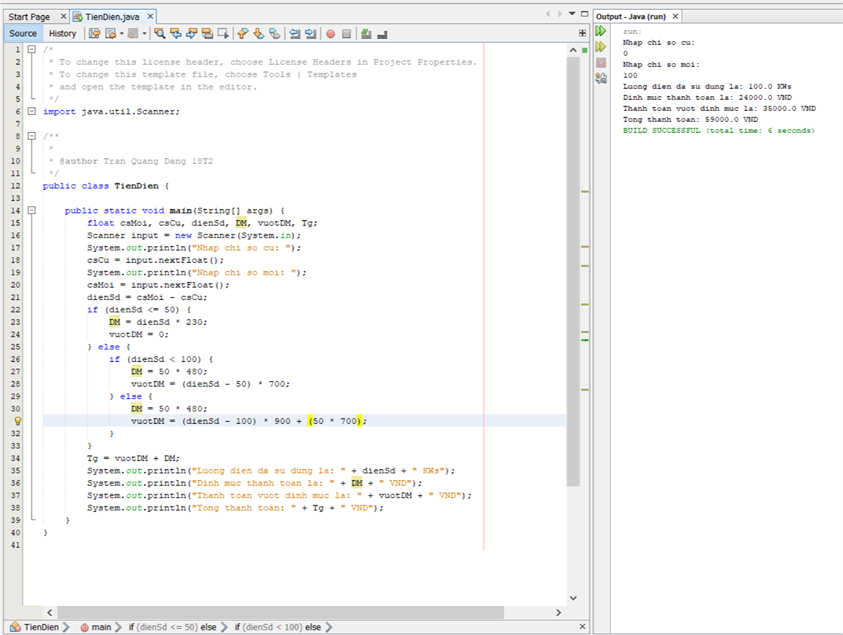 Start Page
TienDien.java
Output - Java (run)
Source History
1 /*
2 * To change this license header, choose License Headers in Project Properties.
3 * To change this template file, choose Tools | Templates
4 * and open the template in the editor.
5 */
6 import java.util.Scanner;
7
8 /**
9 *
10 * @author Tran Quang Dang 18T2
11 */
12 public class TienDien {
13
14 public static void main(String[] args) {
15 float csMoi, csCu, dienSd, DM, vuotDM, Tg;
16 Scanner input = new Scanner(System.in);
17 System.out.println("Nhap chi so cu: ");
18 csCu = input.nextFloat();
19 System.out.println("Nhap chi so moi: ");
20 csMoi = input.nextFloat();
21 dienSd = csMoi - csCu;
22 if (dienSd <= 50) {
23 DM = dienSd * 230;
24 vuotDM = 0;
25 } else {
26 if (dienSd < 100) {
27 DM = 50 * 480;
28 vuotDM = (dienSd - 50) * 700;
29 } else {
30 DM = 50 * 480;
vuotDM = (dienSd - 100) * 900 + (50 * 700);
32 }
33 }
34 Tg = vuotDM + DM;
35 System.out.println("Luong dien da su dung la: " + dienSd + " KWs");
36 System.out.println("Dinh muc thanh toan la: " + DM + " VND");
37 System.out.println("Thanh toan vuot dinh muc la: " + vuotDM + " VND");
38 System.out.println("Tong thanh toan: " + Tg + " VND");
39 }
40 }
41
run:
Nhap chi so cu:
0
Nhap chi so moi:
100
Luong dien da su dung la: 100.0 KWs
Dinh muc thanh toan la: 24000.0 VND
Thanh toan vuot dinh muc la: 35000.0 VND
Tong thanh toan: 59000.0 VND
BUILD SUCCESSFUL (total time: 6 seconds)
TienDien main if (dienSd <= 50) else if (dienSd < 100) else